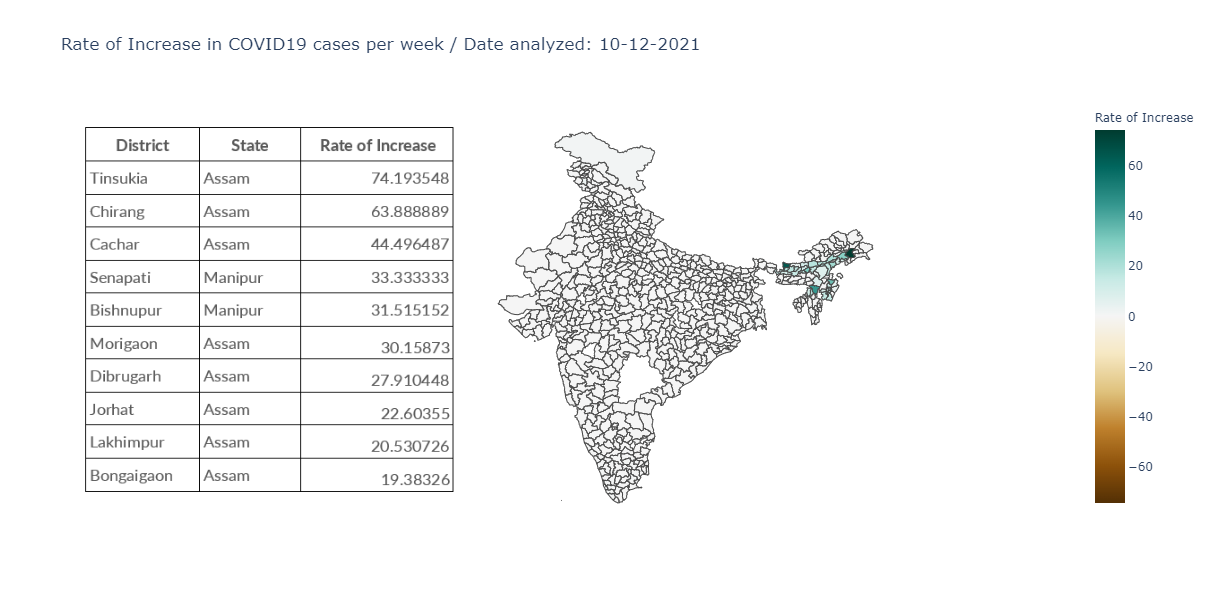 Rate of Increase in COVID19 cases per week / Date analyzed: 10-12-2021
District State Rate of Increase
Tinsukia Assam 74.193548
Chirang Assam 63.888889
Cachar Assam 44.496487
Senapati Manipur 33.333333
Bishnupur Manipur 31.515152
Morigaon Assam 30.15873
Dibrugarh Assam 27.910448
Jorhat Assam 22.60355
Lakhimpur Assam 20.530726
Bongaigaon Assam 19.38326
Rate of Increase
60
40
20
0
−20
−40
−60